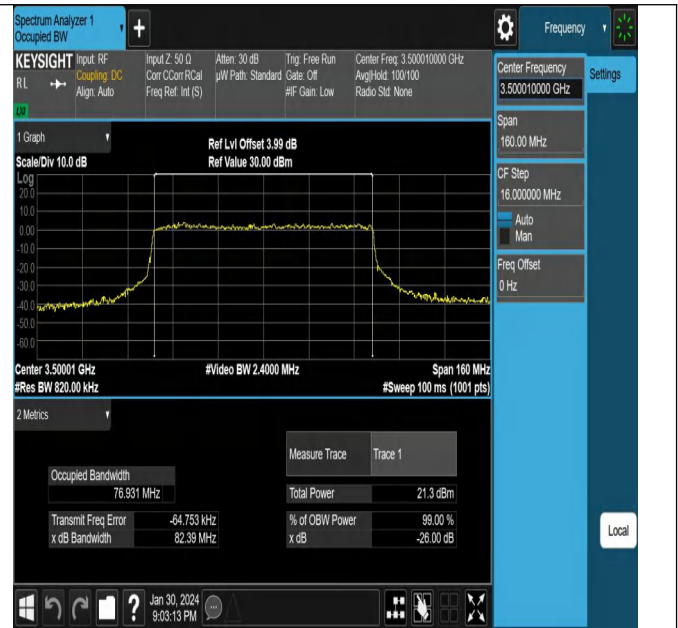 Spectrum Analyzer 1
Occupied BW
+
Frequency
KEYSIGHT
RL
LXI
Input: RF
Coupling: DC
Align: Auto
Input Z: 50 Ω
Corr CCorr RCal
Freq Ref: Int (S)
Atten: 30 dB
µW Path: Standard
Trig: Free Run
Gate: Off
#IF Gain: Low
Center Freq: 3.500010000 GHz
Avg|Hold: 100/100
Radio Std: None
Center Frequency
3.500010000 GHz
Settings
Span
160.00 MHz
CF Step
16.000000 MHz
Auto
Man
Freq Offset
0 Hz
Local
1 Graph
Scale/Div 10.0 dB
Ref Lvl Offset 3.99 dB
Ref Value 30.00 dBm
Log
20.0
10.0
0.00
-10.0
-20.0
-30.0
-40.0
-50.0
-60.0
Center 3.50001 GHz
#Video BW 2.4000 MHz
Span 160 MHz
#Res BW 820.00 kHz
#Sweep 100 ms (1001 pts)
2 Metrics
Measure Trace Trace 1
Occupied Bandwidth
76.931 MHz
Total Power 21.3 dBm
Transmit Freq Error -64.753 kHz
% of OBW Power 99.00 %
x dB Bandwidth 82.39 MHz
x dB -26.00 dB
?
Jan 30, 2024
9:03:13 PM